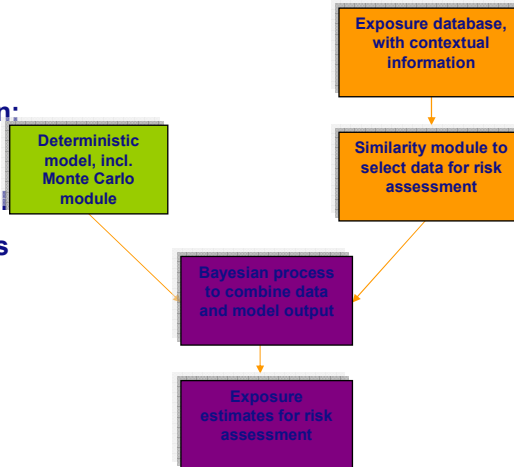 Exposure database,
with contextual
information
n:
Deterministic
model, incl.
Monte Carlo
module
Similarity module to
select data for risk
assessment
s
Bayesian process
to combine data
and model output
Exposure
estimates for risk
assessment